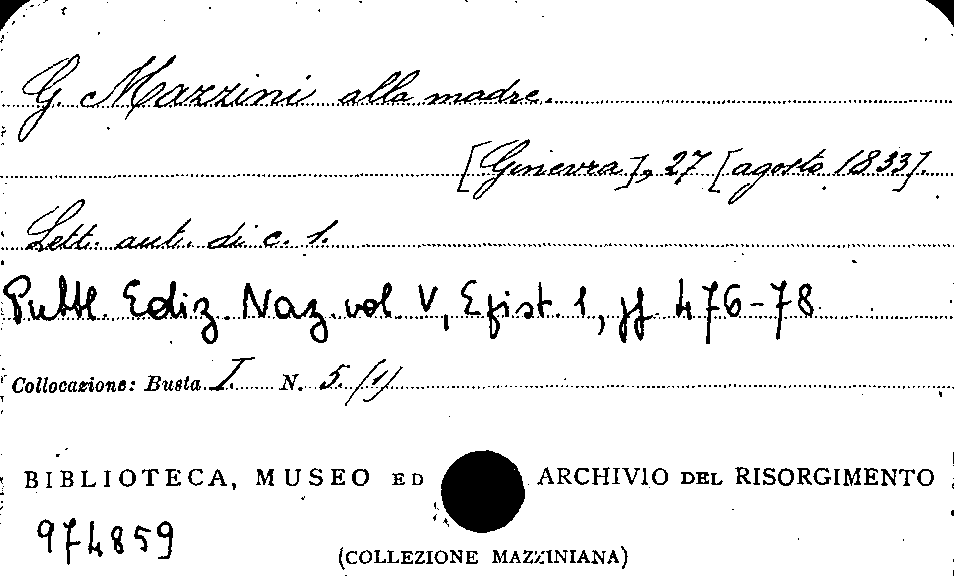 G. Mazzini alla madre.
[Ginevra], 27 [agosto 1833].
Lett. aut. di c. 1.
Pubbl. Ediz. Naz. vol. V, Epist. 1, pp 476-78
Collocazione: Busta I. N. 5. (1)
BIBLIOTECA, MUSEO ED ARCHIVIO DEL RISORGIMENTO
974859
(COLLEZIONE MAZZINIANA)